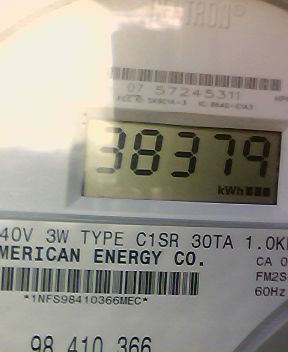 07 57245311
38379
kWh
40V 3W TYPE C1SR 30TA 1.0K
MERICAN ENERGY CO.
CA 0
FM2S
60Hz
*1NFS98410366MEC*
98 410 366